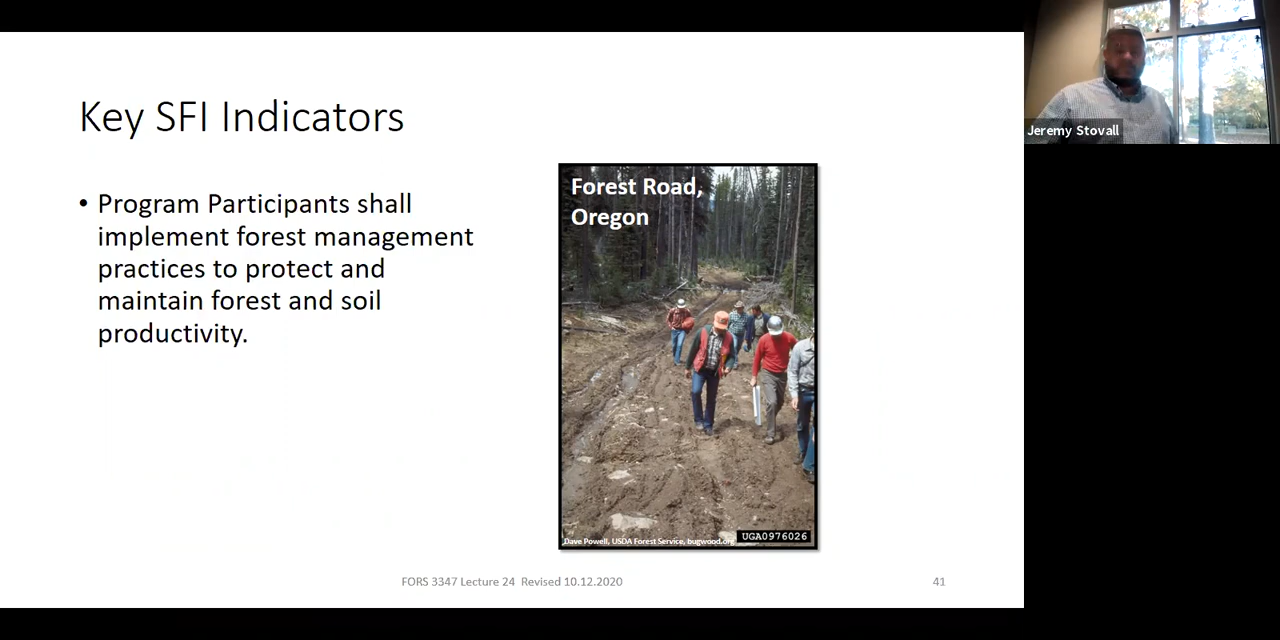 Key SFI Indicators
• Program Participants shall
implement forest management
practices to protect and
maintain forest and soil
productivity.
Forest Road,
Oregon
Dave Powell, USDA Forest Service, bugwood.org
UGA0976026
FORS 3347 Lecture 24 Revised 10.12.2020
41
Jeremy Stovall